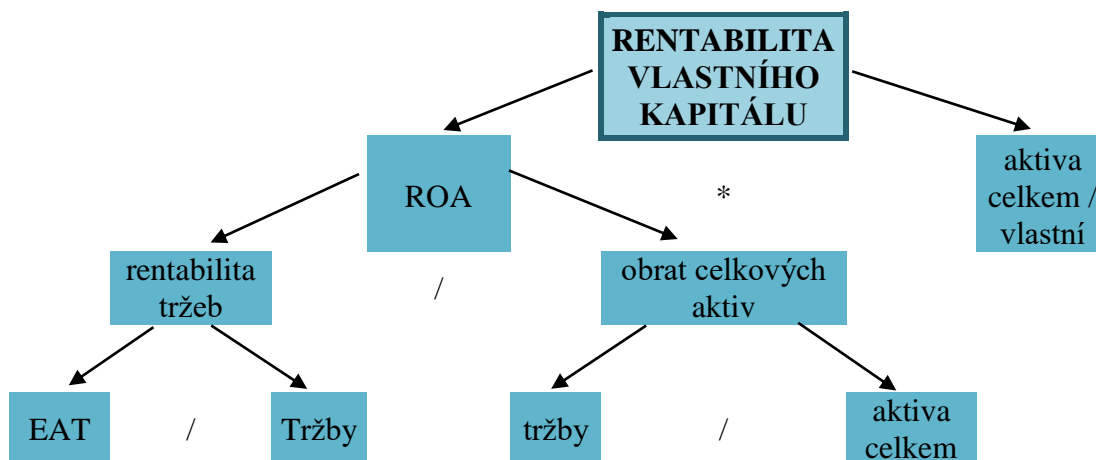 RENTABILITA
VLASTNÍHO
KAPITÁLU
ROA
*
aktiva
celkem /
vlastní
rentabilita
tržeb
/
obrat celkových
aktiv
EAT
/
Tržby
tržby
/
aktiva
celkem